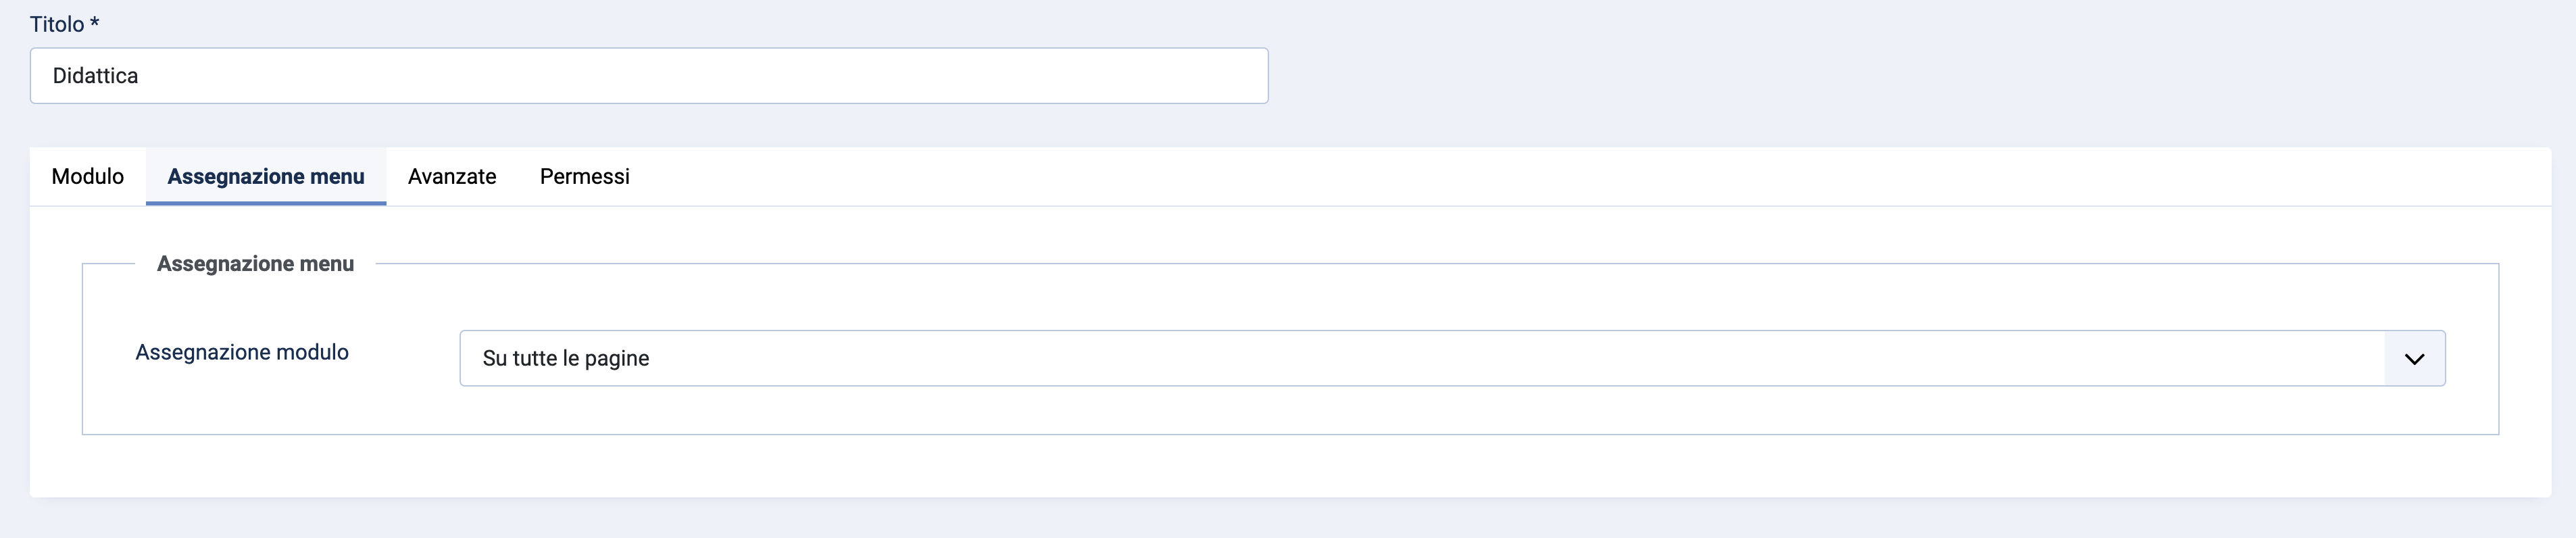 Titolo *
Didattica
Modulo Assegnazione menu Avanzate Permessi
Assegnazione menu
Assegnazione modulo Su tutte le pagine